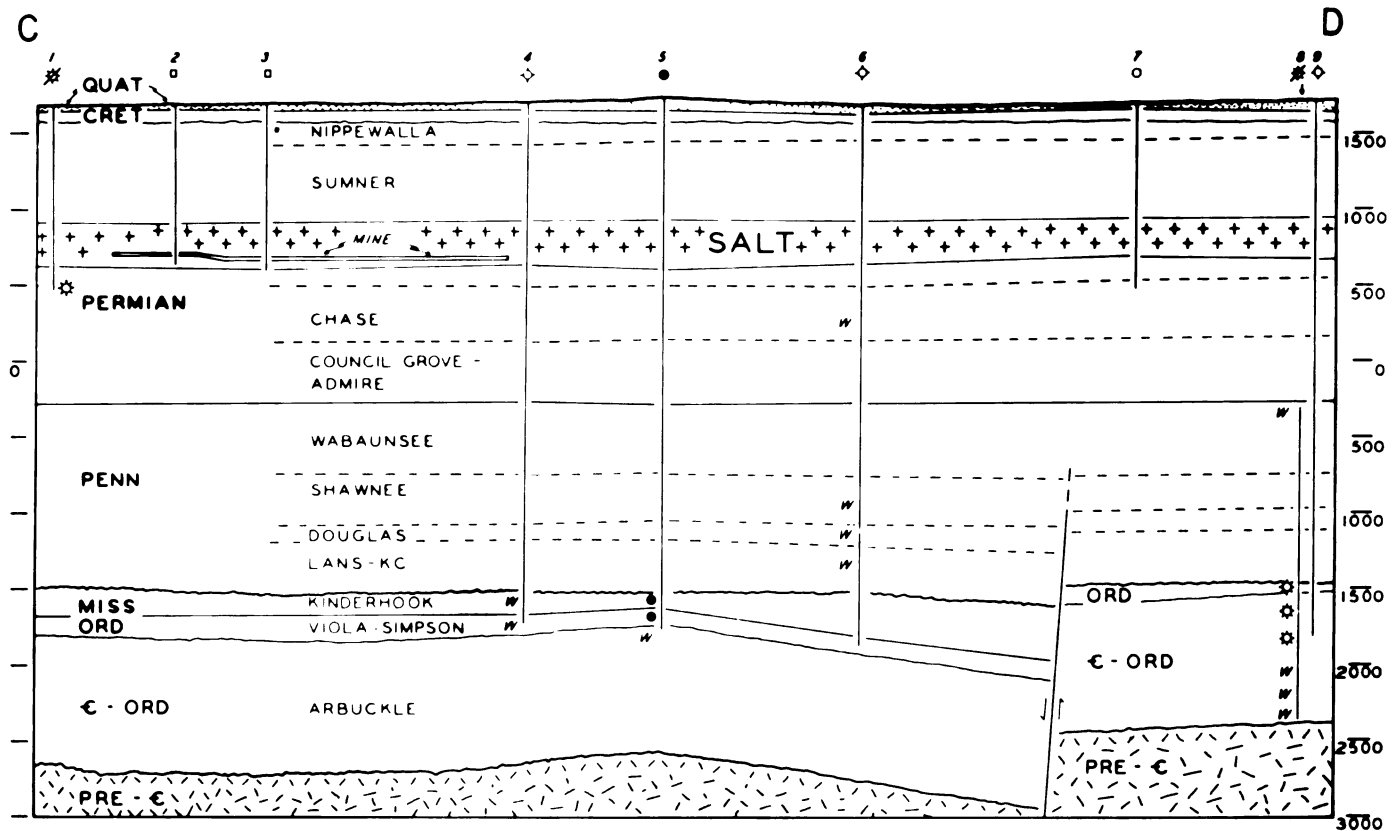 C D
1 2 3 4 5 6 7 8 9
QUAT
CRET
NIPPEWALLA
1500
SUMNER
1000
MINE
SALT
500
PERMIAN
CHASE
W
COUNCIL GROVE -
ADMIRE
0 0
W
WABAUNSEE
500
PENN
SHAWNEE
W
1000
DOUGLAS
W
LANS-KC
W
1500
ORD
MISS
KINDERHOOK
W
ORD
VIOLA-SIMPSON
W
W
Є - ORD
W
2000
W
Є - ORD
ARBUCKLE
W
2500
PRE - Є
PRE - Є
3000